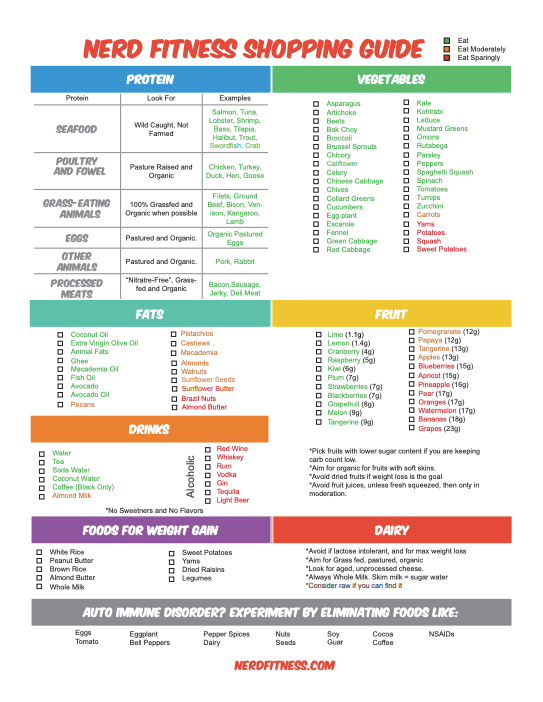 NERD FITNESS SHOPPING GUIDE
Eat
Eat Moderately
Eat Sparingly
PROTEIN
Protein
Look For
Examples
SEAFOOD
Wild Caught, Not
Farmed
Salmon, Tuna,
Lobster, Shrimp,
Bass, Tilapia,
Halibut, Trout,
Swordfish, Crab
POULTRY
AND FOWEL
Pasture Raised and
Organic
Chicken, Turkey,
Duck, Hen, Goose
GRASS-EATING
ANIMALS
100% Grassfed and
Organic when possible
Filets, Ground
Beef, Bison, Ven-
ison, Kangaroo,
Lamb
EGGS
Pastured and Organic.
Organic Pastured
Eggs
OTHER
ANIMALS
Pastured and Organic.
Pork, Rabbit
PROCESSED
MEATS
"Nitratre-Free", Grass-
fed and Organic
Bacon,Sausage,
Jerky, Deli Meat
VEGETABLES
Asparagus
Artichoke
Beets
Bok Choy
Broccoli
Brussel Sprouts
Chicory
Califlower
Celery
Chinese Cabbage
Chives
Collard Greens
Cucumbers
Egg plant
Escarole
Fennel
Green Cabbage
Red Cabbage
Kale
Kohlrabi
Lettuce
Mustard Greens
Onions
Rutabega
Parsley
Peppers
Spaghetti Squash
Spinach
Tomatoes
Turnips
Zucchini
Carrots
Yams
Potatoes
Squash
Sweet Potatoes
FATS
Coconut Oil
Extra Virgin Olive Oil
Animal Fats
Ghee
Macademia Oil
Fish Oil
Avocado
Avocado Oil
Pecans
Pistachios
Cashews
Macademia
Almonds
Walnuts
Sunflower Seeds
Sunflower Butter
Brazil Nuts
Almond Butter
FRUIT
Lime (1.1g)
Lemon (1.4g)
Cranberry (4g)
Raspberry (5g)
Kiwi (6g)
Plum (7g)
Strawberries (7g)
Blackberries (7g)
Grapefruit (8g)
Melon (9g)
Tangerine (9g)
Pomegranate (12g)
Papaya (12g)
Tangerine (13g)
Apples (13g)
Blueberries (15g)
Apricot (15g)
Pineapple (16g)
Pear (17g)
Oranges (17g)
Watermelon (17g)
Bananas (18g)
Grapes (23g)
*Pick fruits with lower sugar content if you are keeping
carb count low.
*Aim for organic for fruits with soft skins.
*Avoid dried fruits if weight loss is the goal
*Avoid fruit juices, unless fresh squeezed, then only in
moderation.
DRINKS
Water
Tea
Soda Water
Coconut Water
Coffee (Black Only)
Almond Milk
Alcoholic
Red Wine
Whiskey
Rum
Vodka
Gin
Tequila
Light Beer
*No Sweetners and No Flavors
FOODS FOR WEIGHT GAIN
White Rice
Peanut Butter
Brown Rice
Almond Butter
Whole Milk
Sweet Potatoes
Yams
Dried Raisins
Legumes
DAIRY
*Avoid if lactose intolerant, and for max weight loss
*Aim for Grass fed, pastured, organic
*Look for aged, unprocessed cheese.
*Always Whole Milk. Skim milk = sugar water
*Consider raw if you can find it
AUTO IMMUNE DISORDER? EXPERIMENT BY ELIMINATING FOODS LIKE:
Eggs
Tomato
Eggplant
Bell Peppers
Pepper Spices
Dairy
Nuts
Seeds
Soy
Guar
Cocoa
Coffee
NSAIDs
NERDFITNESS.COM